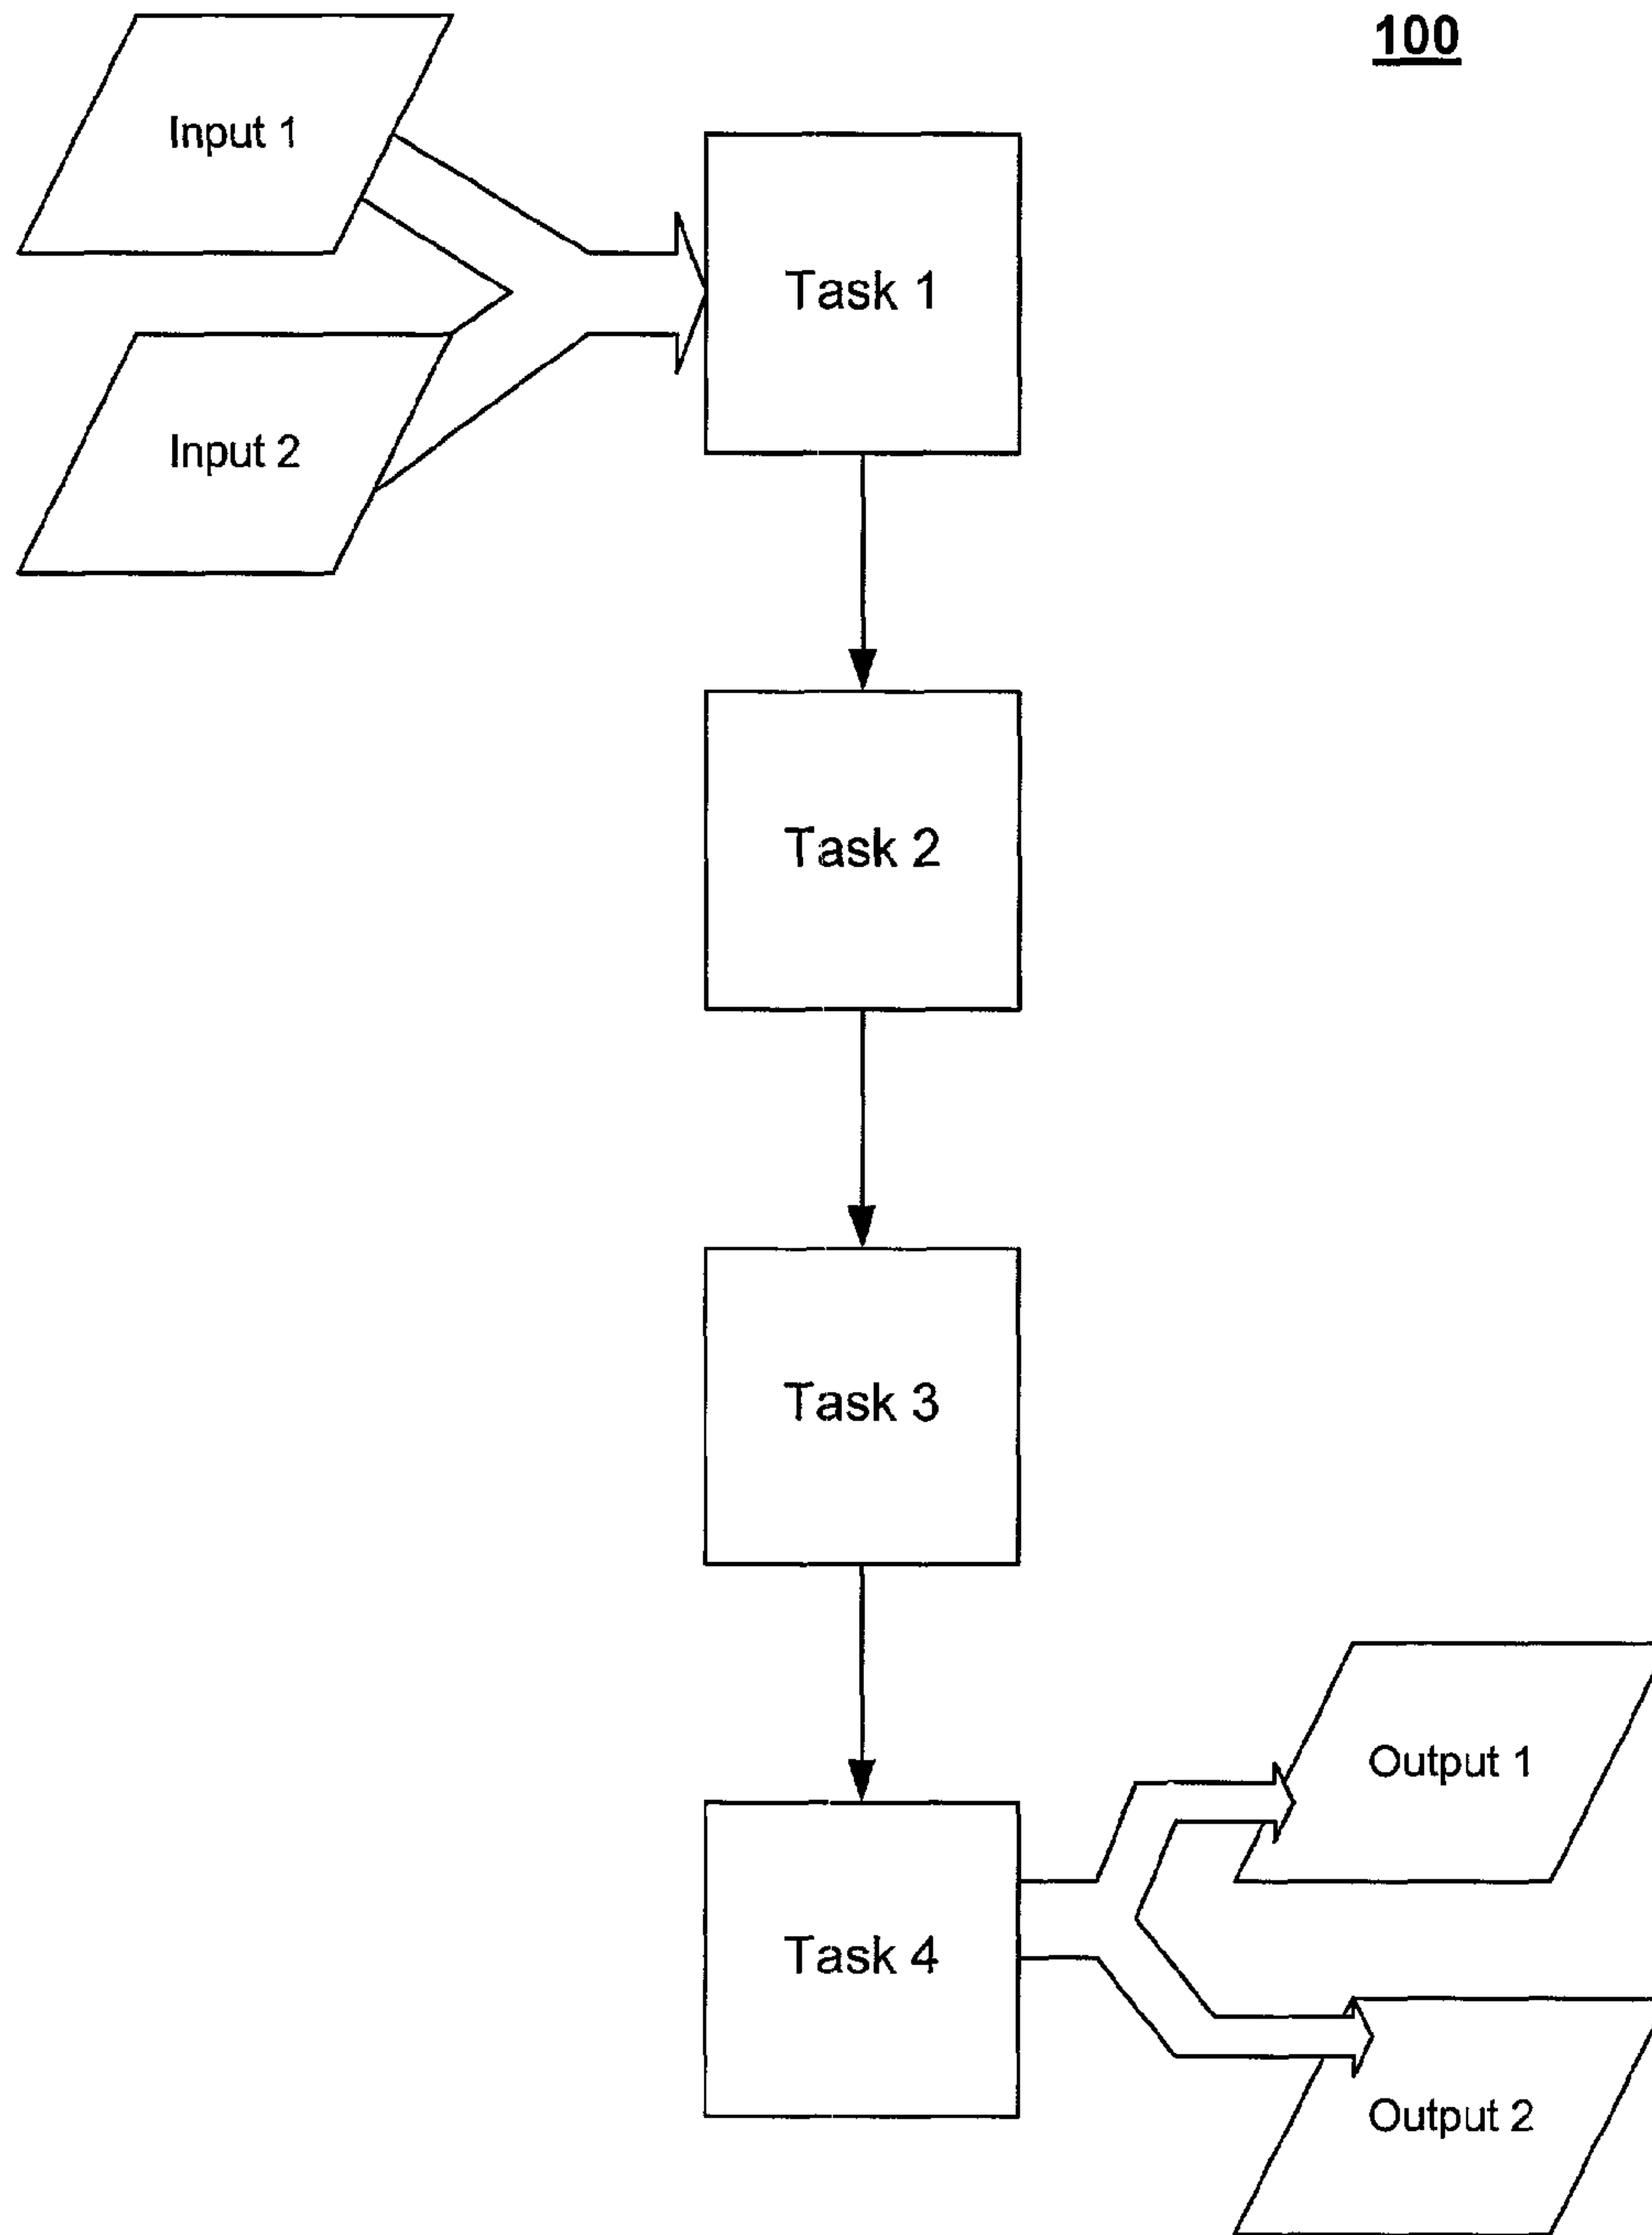 100
Input 1
Task 1
Input 2
Task 2
Task 3
Output 1
Task 4
Output 2